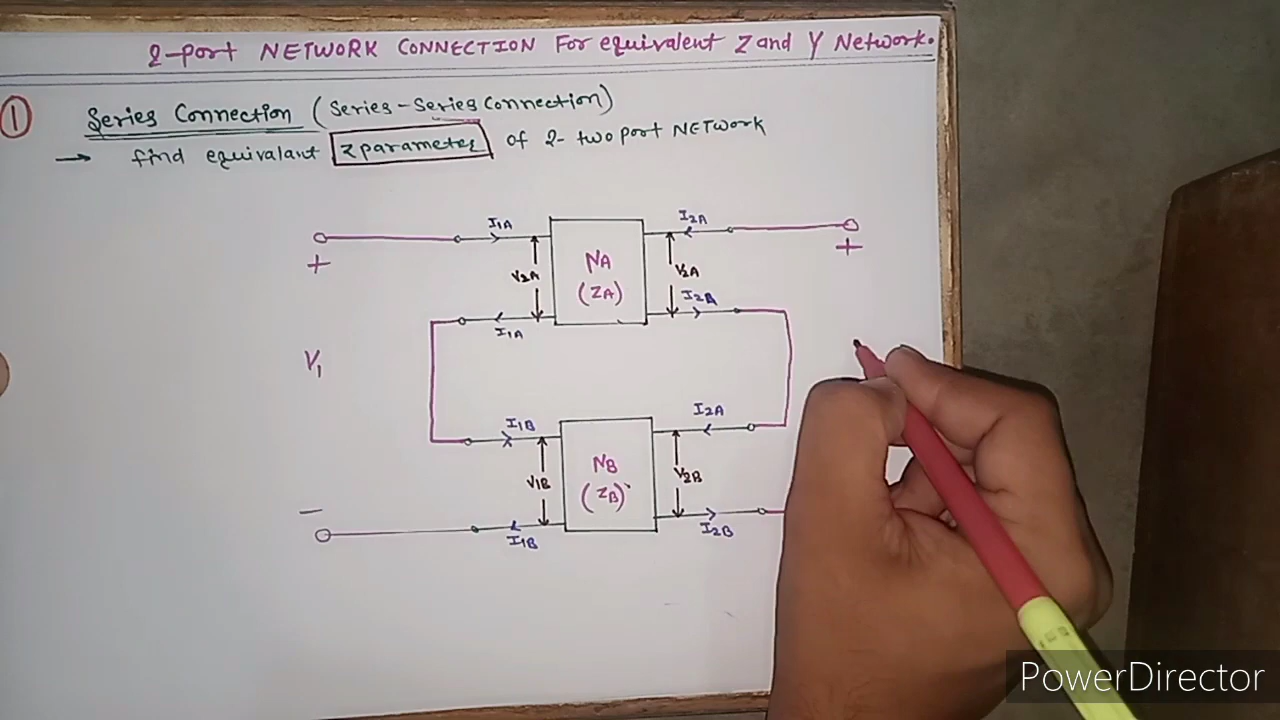 2-port NETWORK CONNECTION For equivalent Z and Y Network.
1 Series Connection (Series-Series Connection)
→ find equivalant z parameter of 2- two port NETWORK
I1A I2A
+ +
V2A NA V2A
(ZA)
I2A
I1A
V1
I1B I2A
V1B NB V2B
(ZB)
−
I1B I2B
PowerDirector